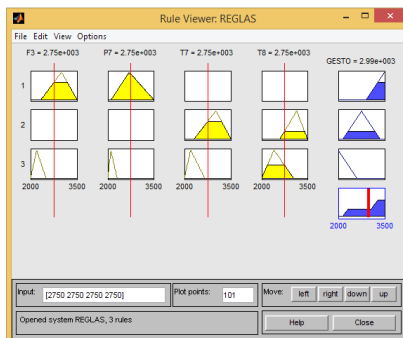 Rule Viewer: REGLAS
File Edit View Options
F3 = 2.75e+003 P7 = 2.75e+003 T7 = 2.75e+003 T8 = 2.75e+003 GESTO = 2.99e+003
1
2
3
2000 3500 2000 3500
Input: [2750 2750 2750 2750] Plot points: 101 Move: left right down up
Opened system REGLAS, 3 rules Help Close